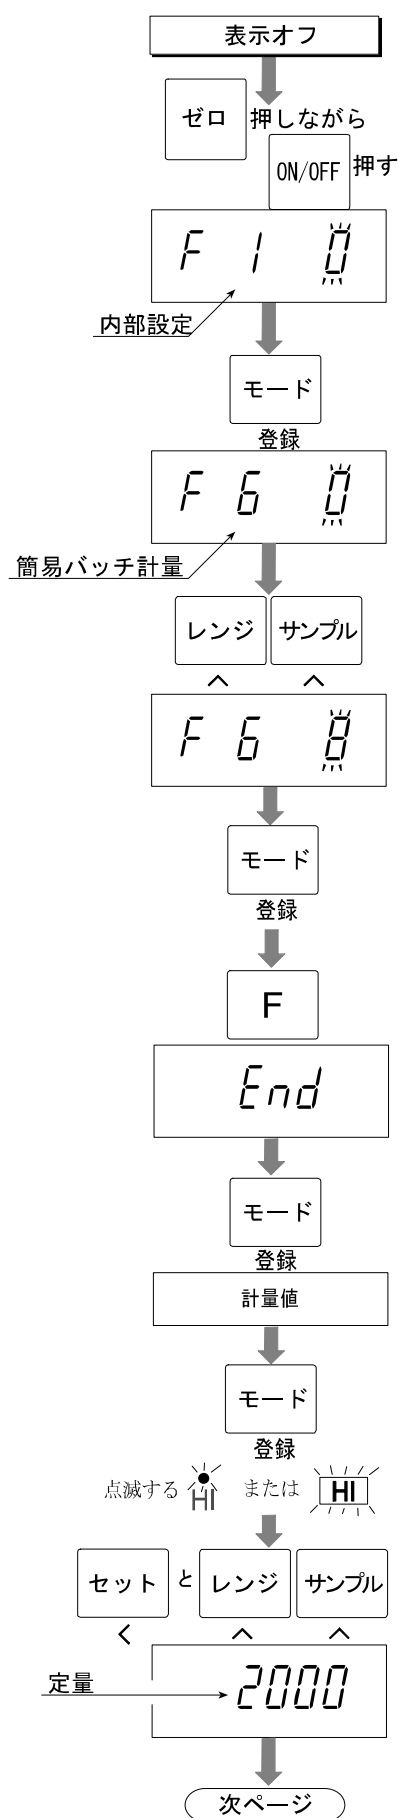 表示オフ
ゼロ 押しながら
ON/OFF 押す
F 1 0
内部設定
モード
登録
F 6 0
簡易バッチ計量
レンジ サンプル
F 6 8
モード
登録
F
End
モード
登録
計量値
モード
登録
点滅する HI または HI
セット と レンジ サンプル
定量 2000
次ページ